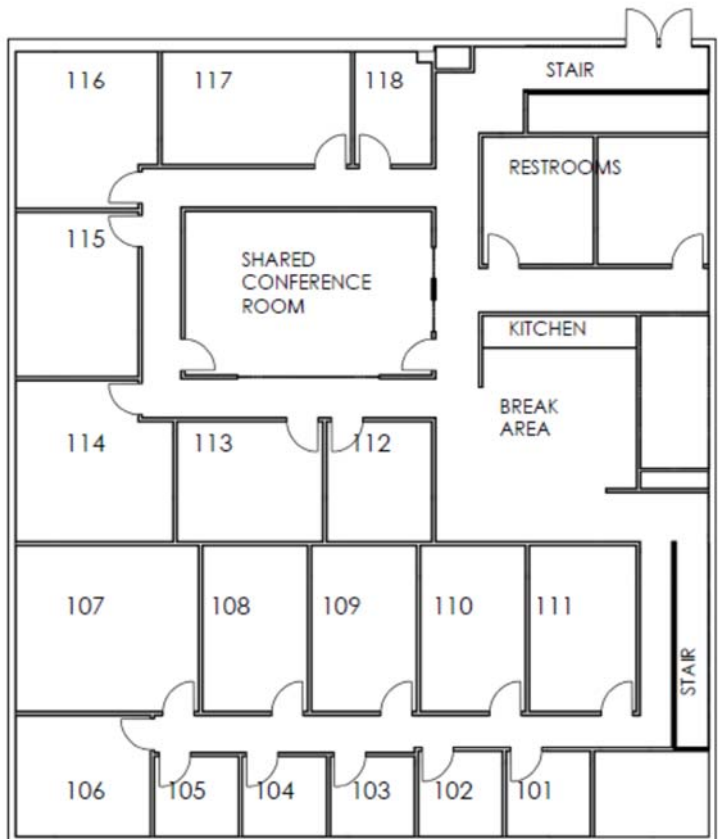 116
117
118
STAIR
RESTROOMS
115
SHARED
CONFERENCE
ROOM
KITCHEN
BREAK
AREA
114
113
112
107
108
109
110
111
STAIR
106
105
104
103
102
101